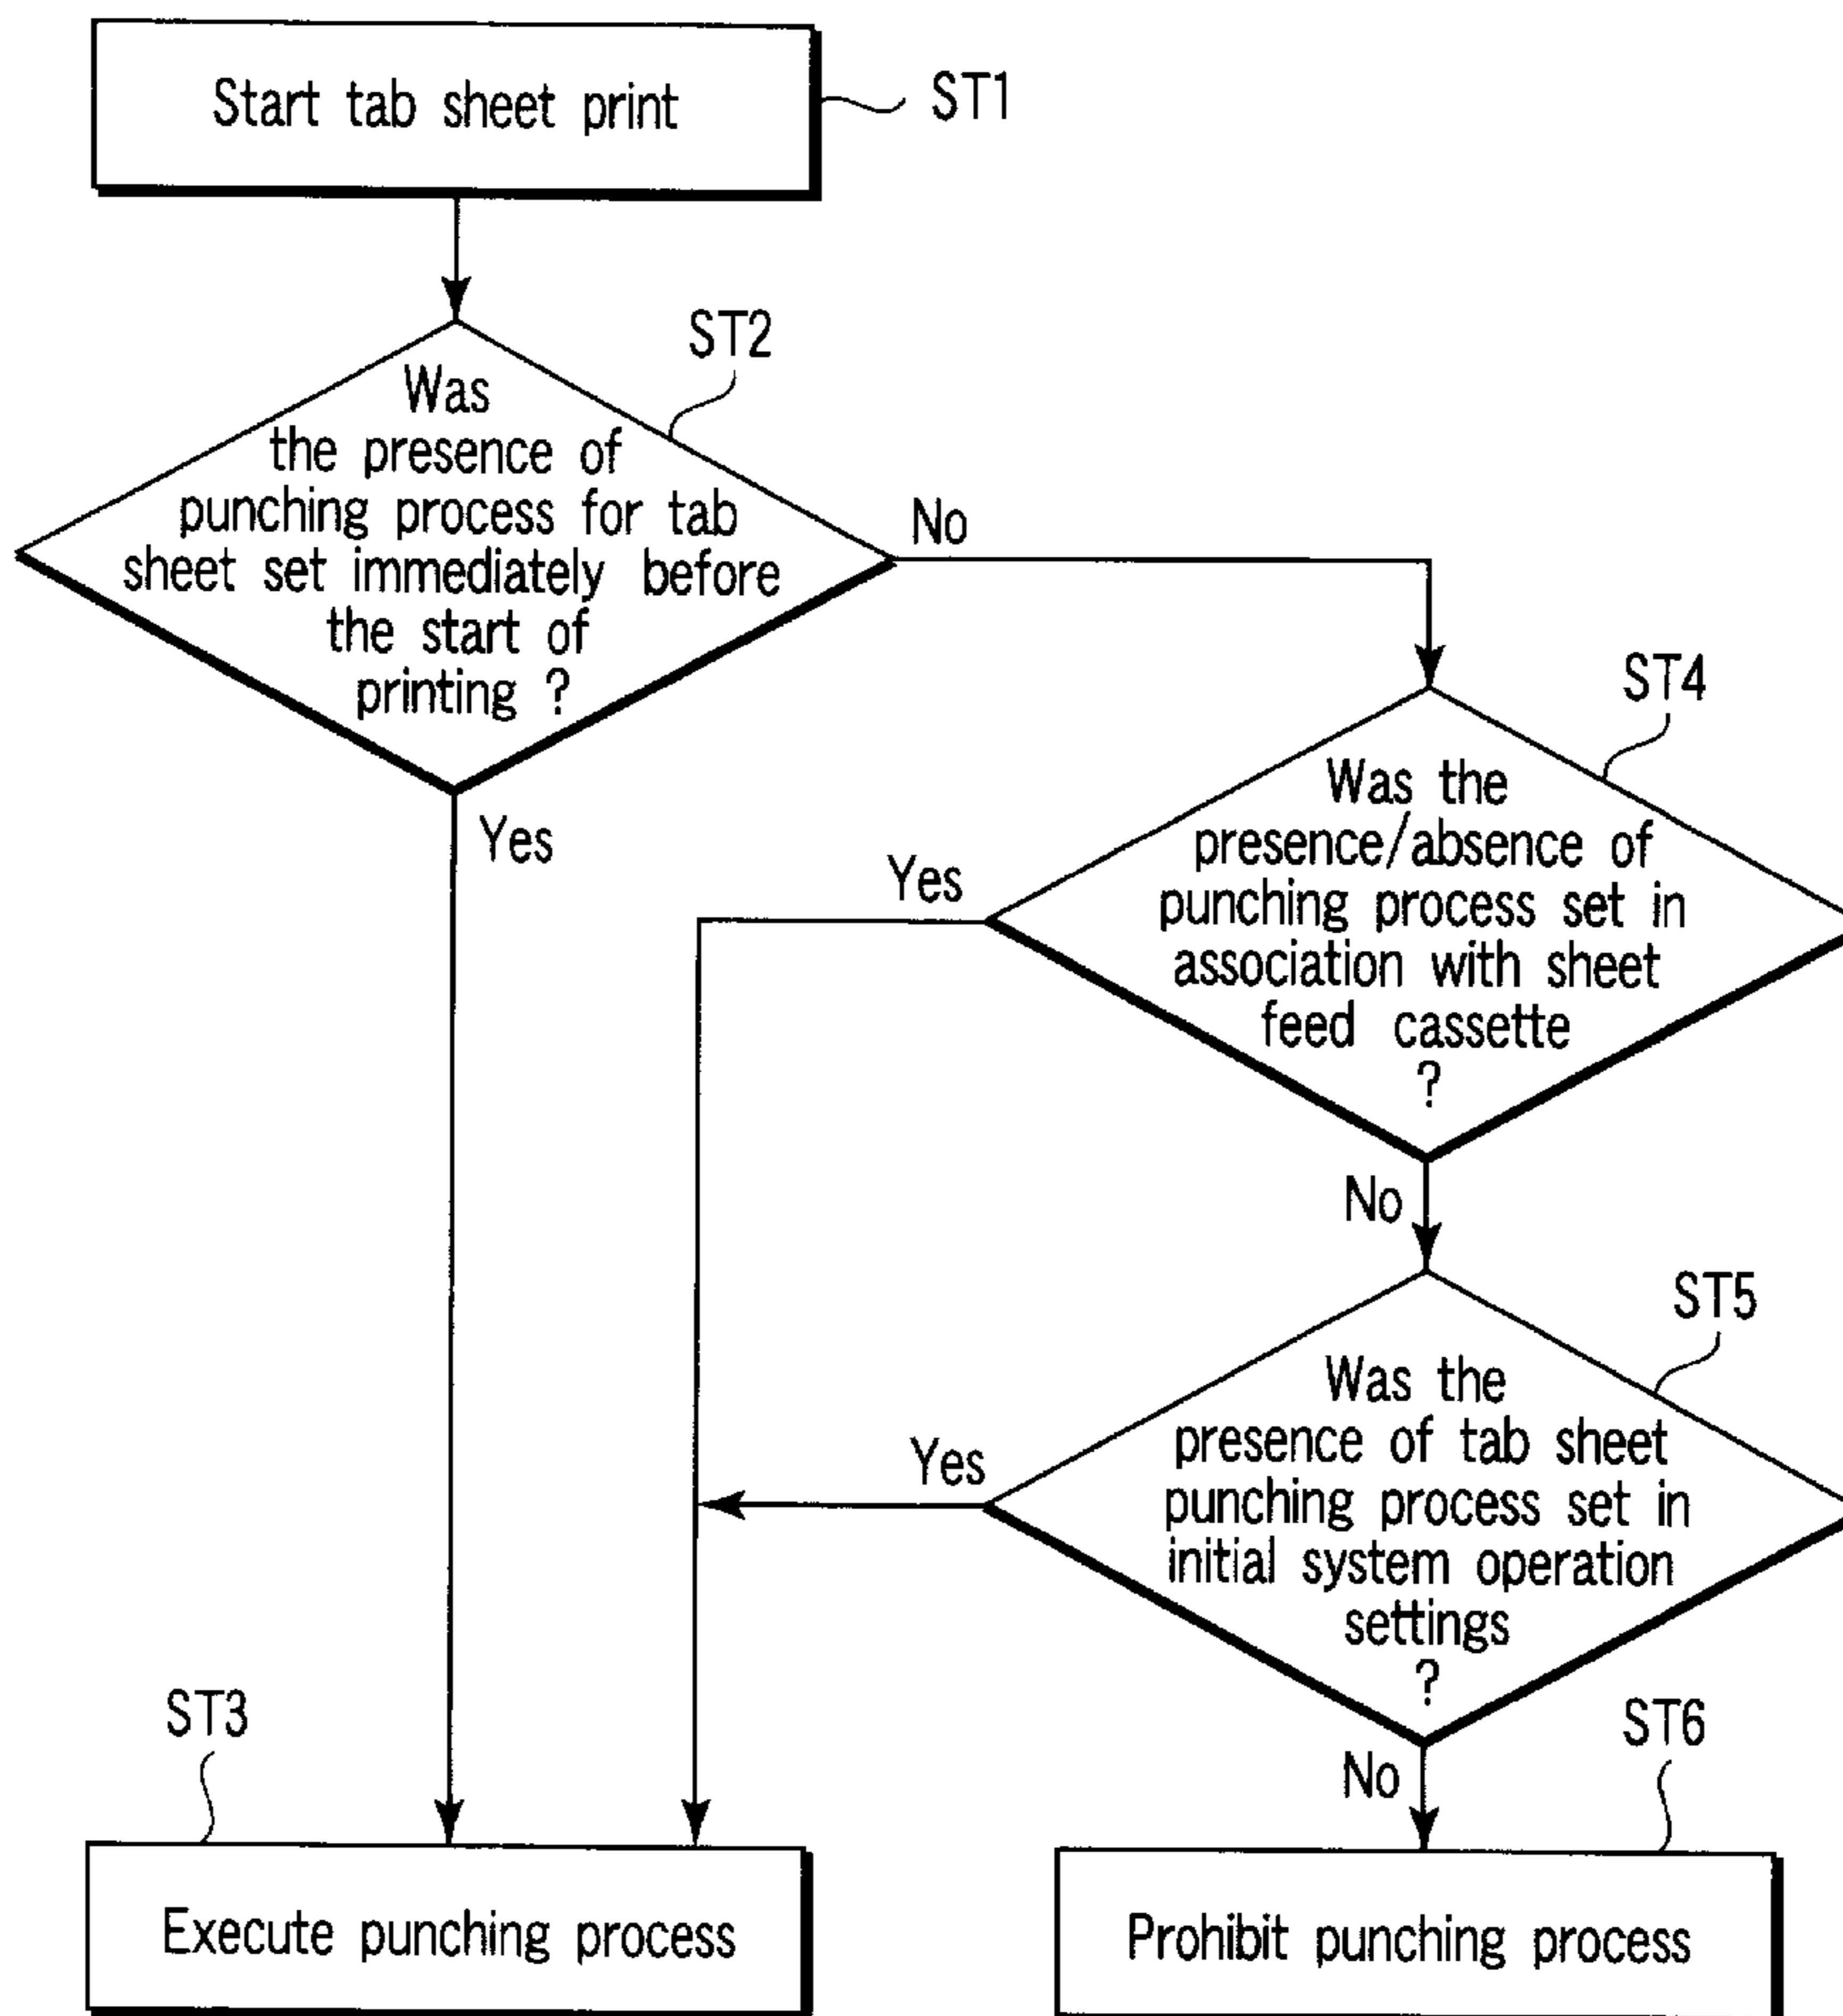 Start tab sheet print
ST1
ST2
Was
the presence of
punching process for tab
sheet set immediately before
the start of
printing ?
No
Yes
ST4
Was the
presence/absence of
punching process set in
association with sheet
feed cassette
?
Yes
No
ST5
Was the
presence of tab sheet
punching process set in
initial system operation
settings
?
Yes
No
ST3
Execute punching process
ST6
Prohibit punching process